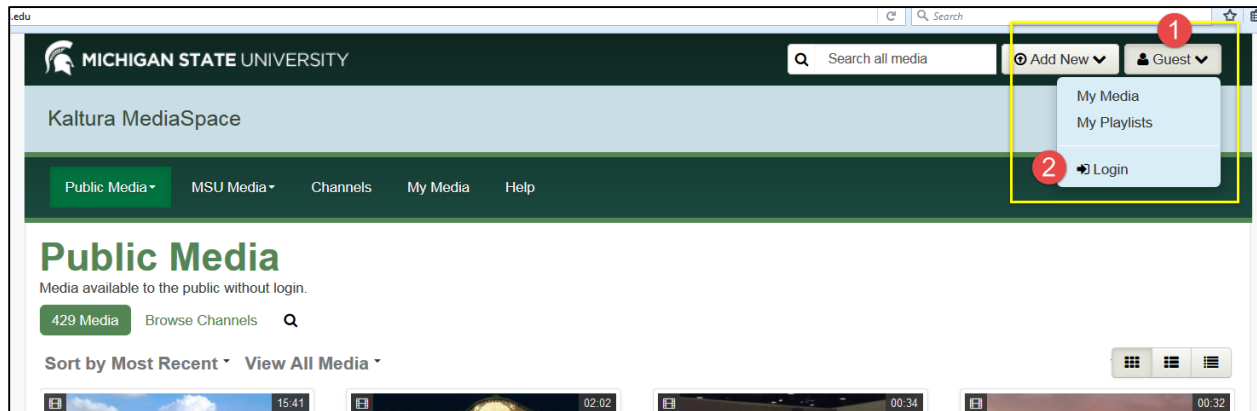 .edu
Search
1
MICHIGAN STATE UNIVERSITY
Search all media
Add New
Guest
My Media
My Playlists
Kaltura MediaSpace
2
Login
Public Media
MSU Media
Channels
My Media
Help
Public Media
Media available to the public without login.
429 Media
Browse Channels
Sort by Most Recent
View All Media
15:41
02:02
00:34
00:32